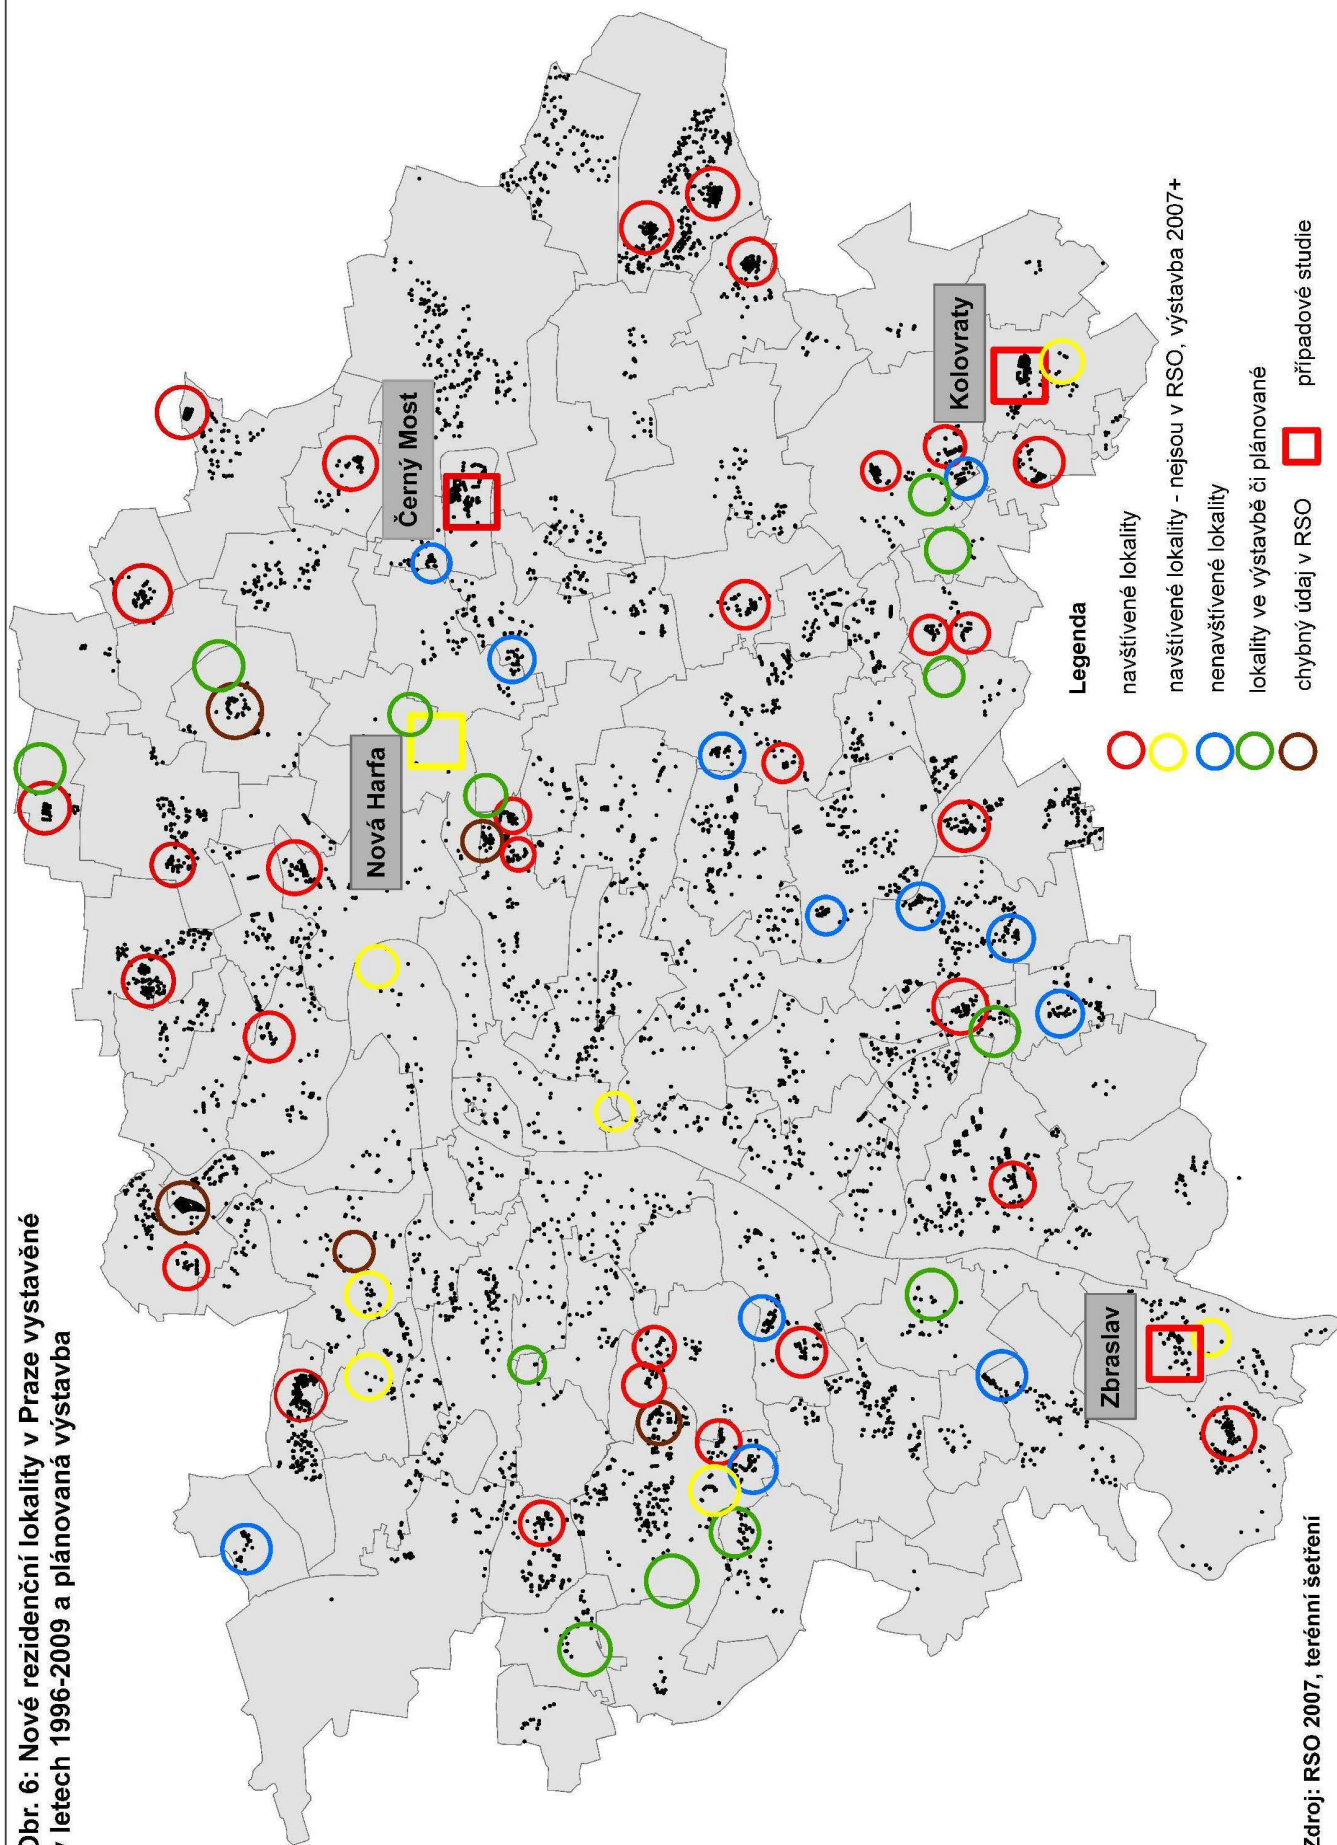 Obr. 6: Nové rezidenční lokality v Praze vystavěné
v letech 1996-2009 a plánovaná výstavba
Černý Most
Nová Harfa
Kolovraty
Zbraslav
Legenda
navštívené lokality
navštívené lokality - nejsou v RSO, výstavba 2007+
nenavštívené lokality
lokality ve výstavbě či plánované
chybný údaj v RSO
případové studie
Zdroj: RSO 2007, terénní šetření